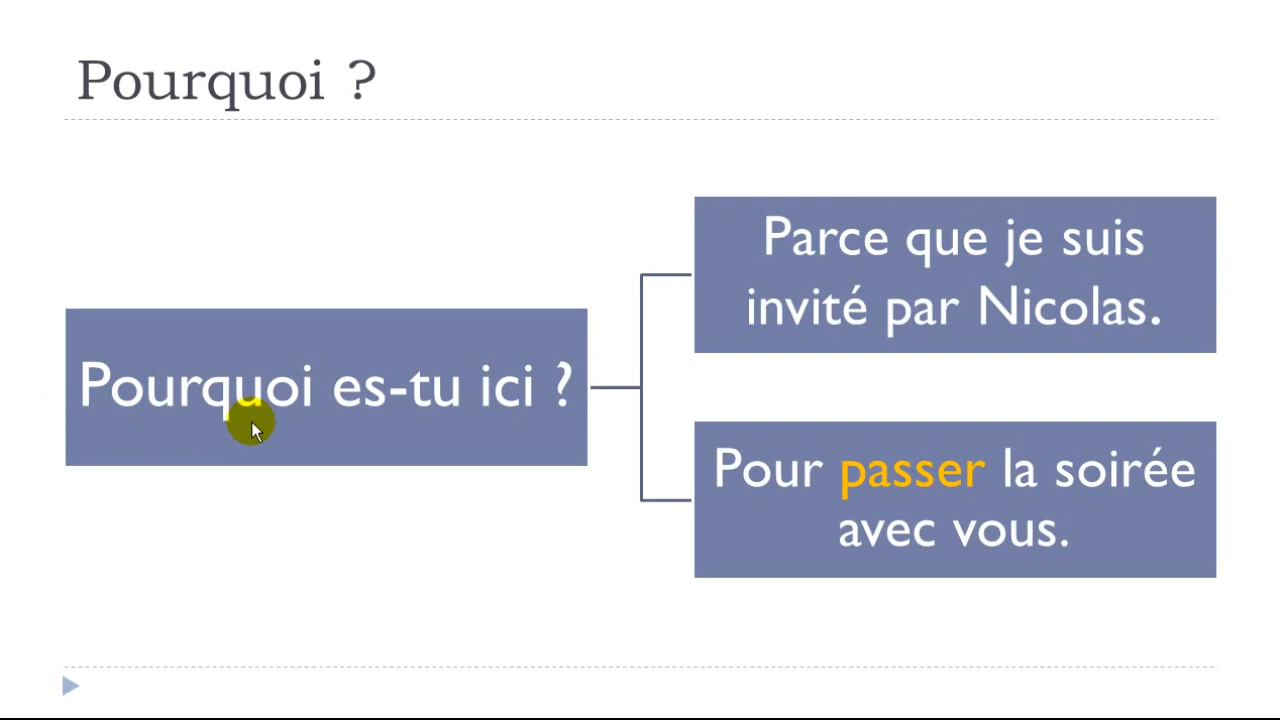 Pourquoi ?
Pourquoi es-tu ici ?
Parce que je suis
invité par Nicolas.
Pour passer la soirée
avec vous.